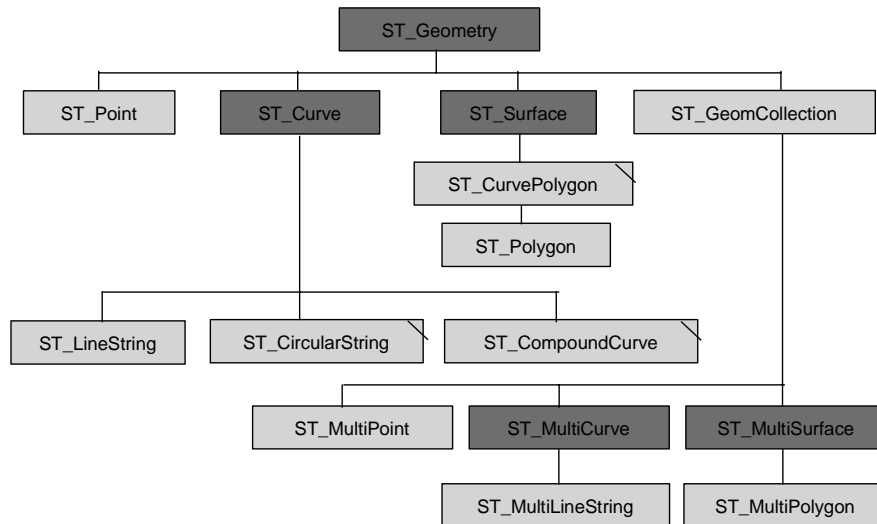 ST_Geometry
ST_Point
ST_Curve
ST_Surface
ST_GeomCollection
ST_CurvePolygon
ST_Polygon
ST_LineString
ST_CircularString
ST_CompoundCurve
ST_MultiPoint
ST_MultiCurve
ST_MultiSurface
ST_MultiLineString
ST_MultiPolygon